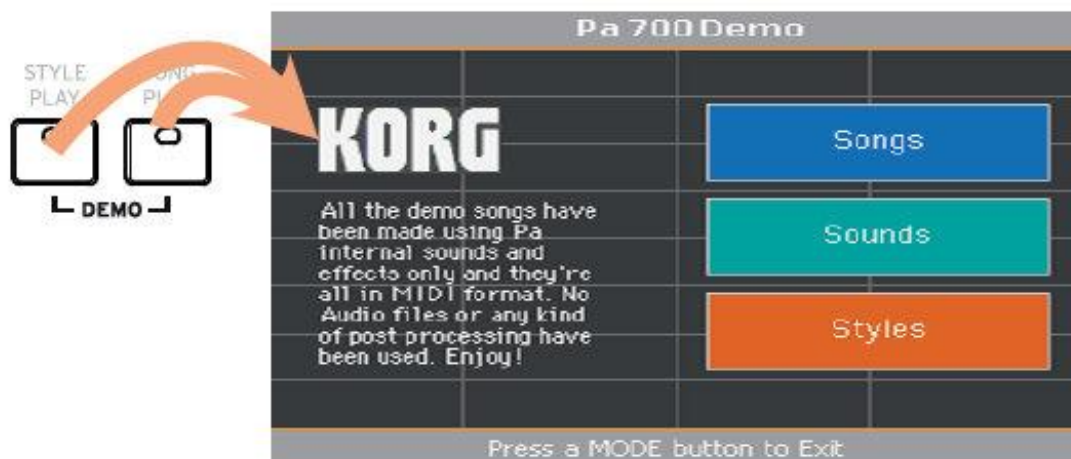 Pa 700 Demo
STYLE
PLAY
DEMO
KORG
All the demo songs have
been made using Pa
internal sounds and
effects only and they're
all in MIDI format. No
Audio files or any kind
of post processing have
been used. Enjoy!
Songs
Sounds
Styles
Press a MODE button to Exit